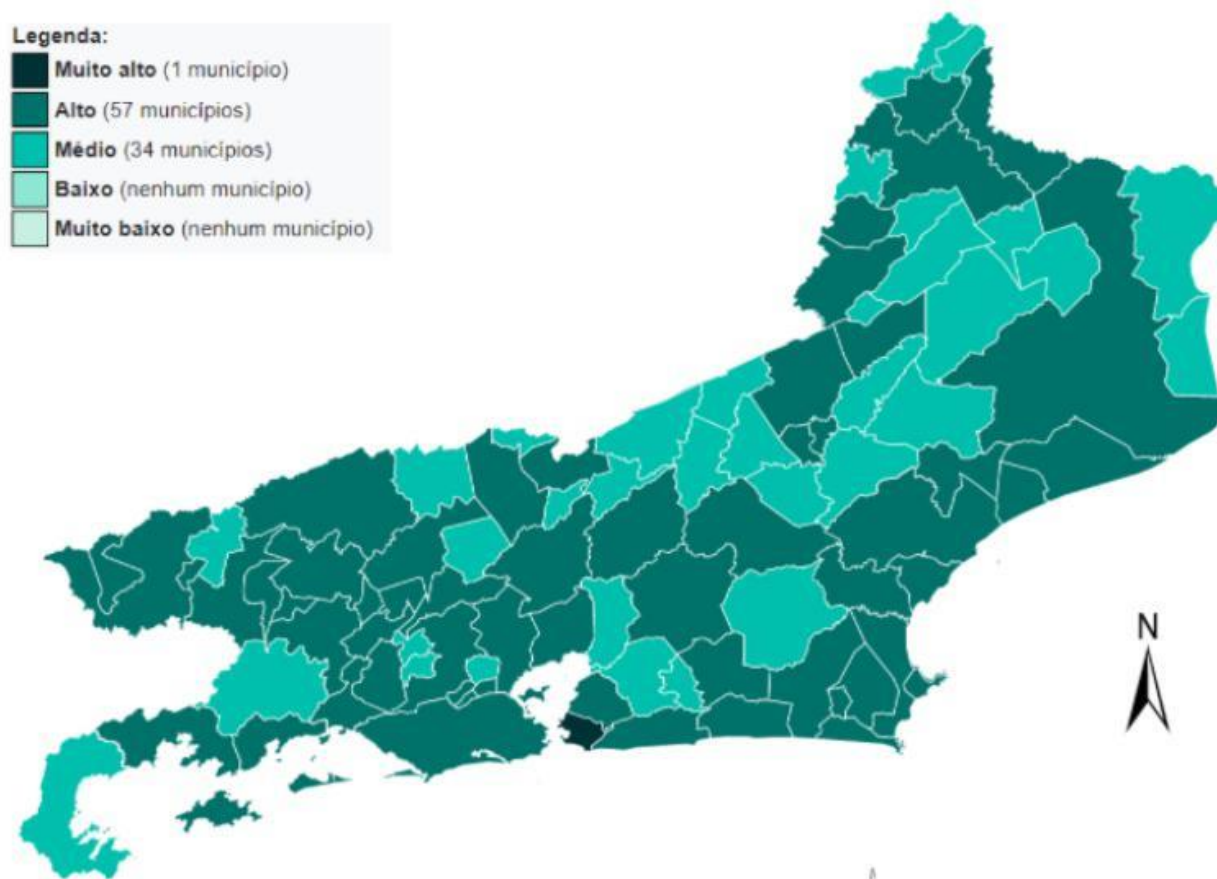 Legenda:
Muito alto (1 município)
Alto (57 municípios)
Médio (34 municípios)
Baixo (nenhum município)
Muito baixo (nenhum município)
N